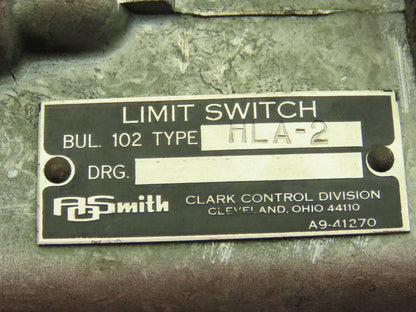 LIMIT SWITCH
BUL. 102 TYPE HLA-2
DRG.
AOSmith CLARK CONTROL DIVISION
CLEVELAND, OHIO 44110
A9-41270